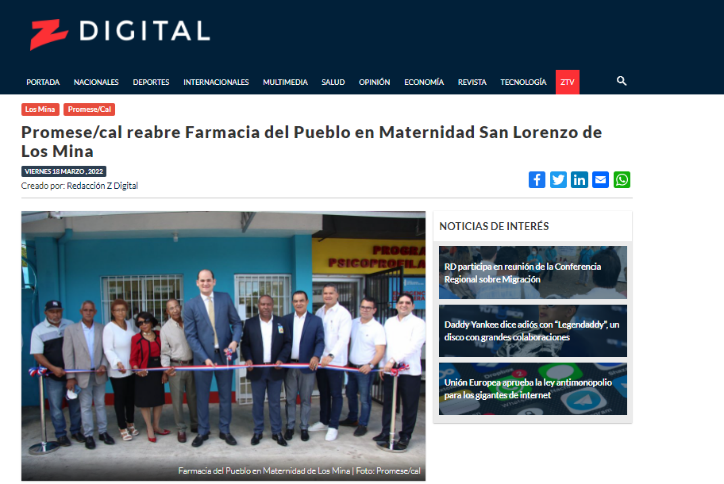 Z DIGITAL
PORTADA NACIONALES DEPORTES INTERNACIONALES MULTIMEDIA SALUD OPINIÓN ECONOMÍA REVISTA TECNOLOGÍA ZTV
Los Mina Promese/Cal
Promese/cal reabre Farmacia del Pueblo en Maternidad San Lorenzo de
Los Mina
VIERNES 18 MARZO , 2022
Creado por: Redacción Z Digital
PROGRA
PSICOPROFILA
Farmacia del Pueblo en Maternidad de Los Mina | Foto: Promese/cal
NOTICIAS DE INTERÉS
RD participa en reunión de la Conferencia
Regional sobre Migración
Daddy Yankee dice adiós con “Legendaddy”, un
disco con grandes colaboraciones
Unión Europea aprueba la ley antimonopolio
para los gigantes de internet